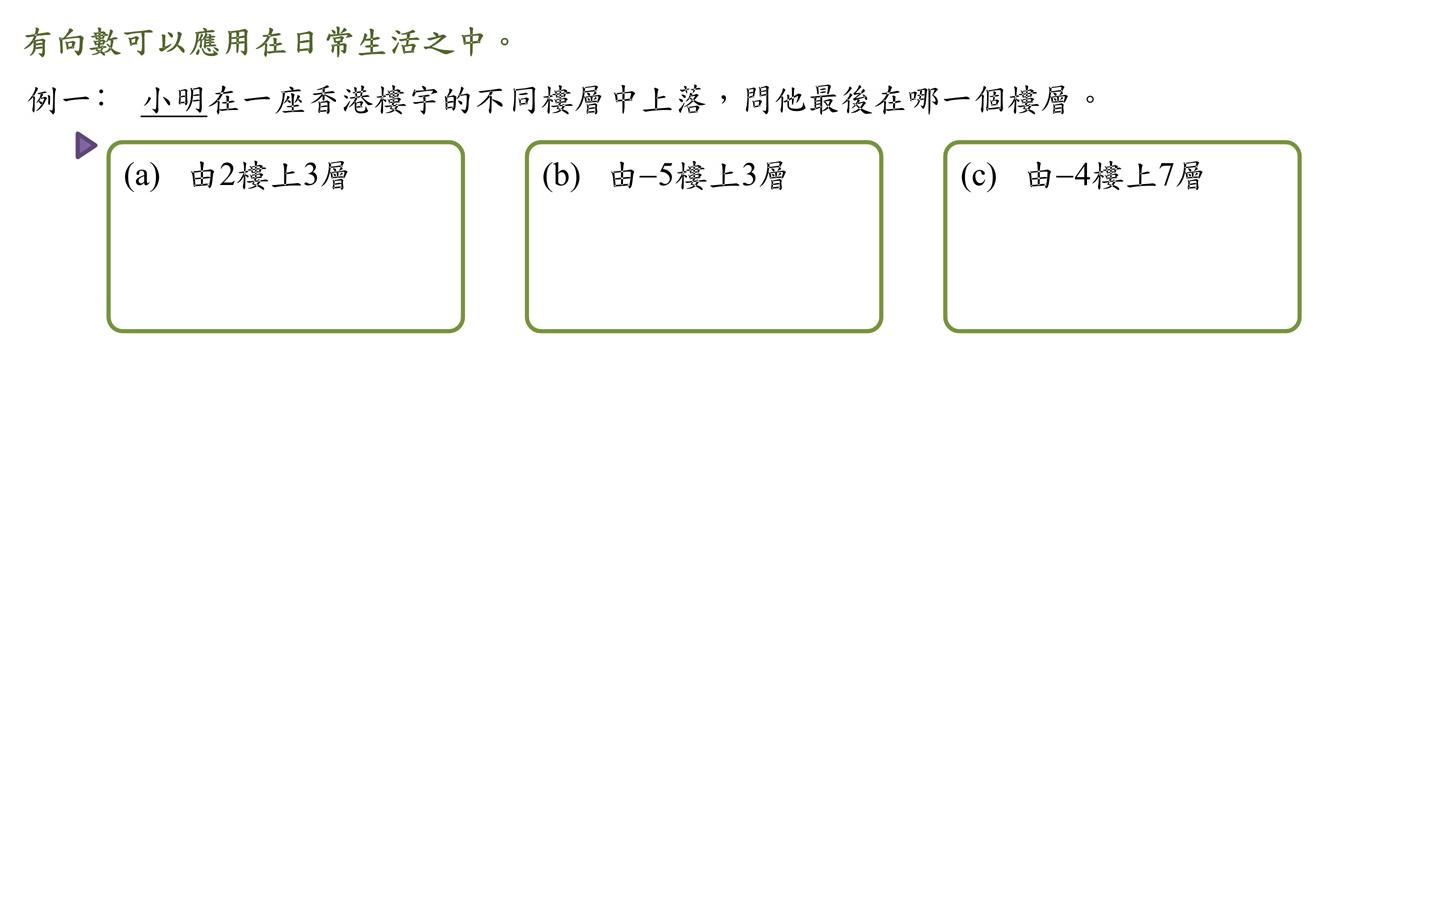 有向數可以應用在日常生活之中。
例一： 小明在一座香港樓宇的不同樓層中上落，問他最後在哪一個樓層。
(a) 由2樓上3層
(b) 由−5樓上3層
(c) 由−4樓上7層